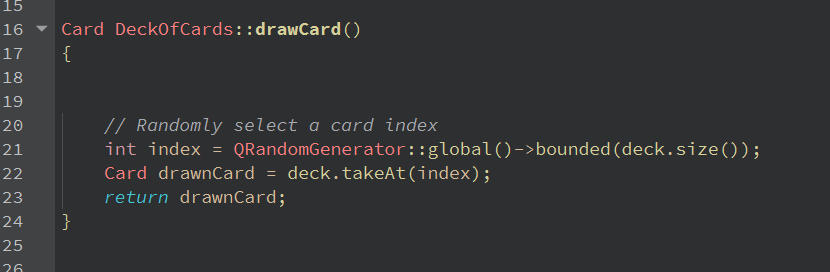 15
16 Card DeckOfCards::drawCard()
17 {
18
19
20 // Randomly select a card index
21 int index = QRandomGenerator::global()->bounded(deck.size());
22 Card drawnCard = deck.takeAt(index);
23 return drawnCard;
24 }
25
26